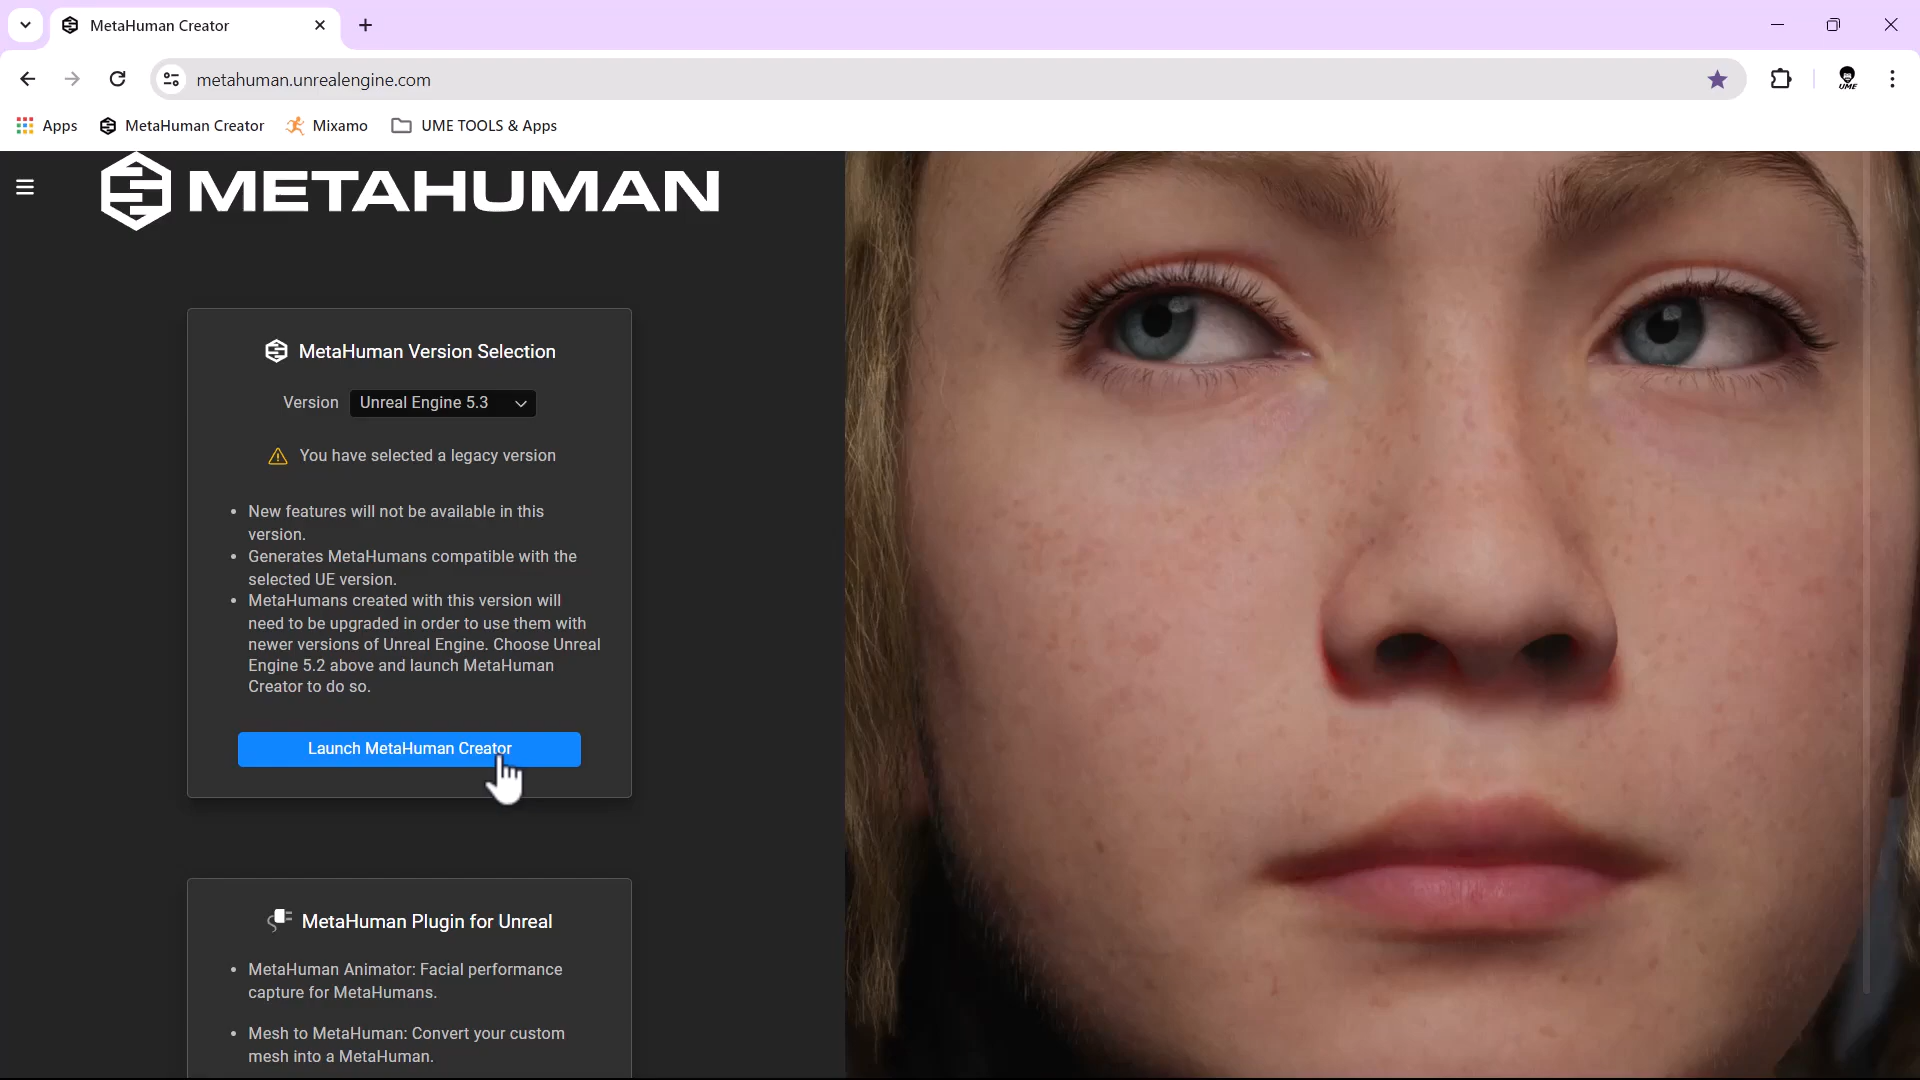 MetaHuman Creator
metahuman.unrealengine.com
UME
Apps
MetaHuman Creator
Mixamo
UME TOOLS & Apps
METAHUMAN
MetaHuman Version Selection
Version
Unreal Engine 5.3
You have selected a legacy version
• New features will not be available in this
version.
• Generates MetaHumans compatible with the
selected UE version.
• MetaHumans created with this version will
need to be upgraded in order to use them with
newer versions of Unreal Engine. Choose Unreal
Engine 5.2 above and launch MetaHuman
Creator to do so.
Launch MetaHuman Creator
MetaHuman Plugin for Unreal
• MetaHuman Animator: Facial performance
capture for MetaHumans.
• Mesh to MetaHuman: Convert your custom
mesh into a MetaHuman.